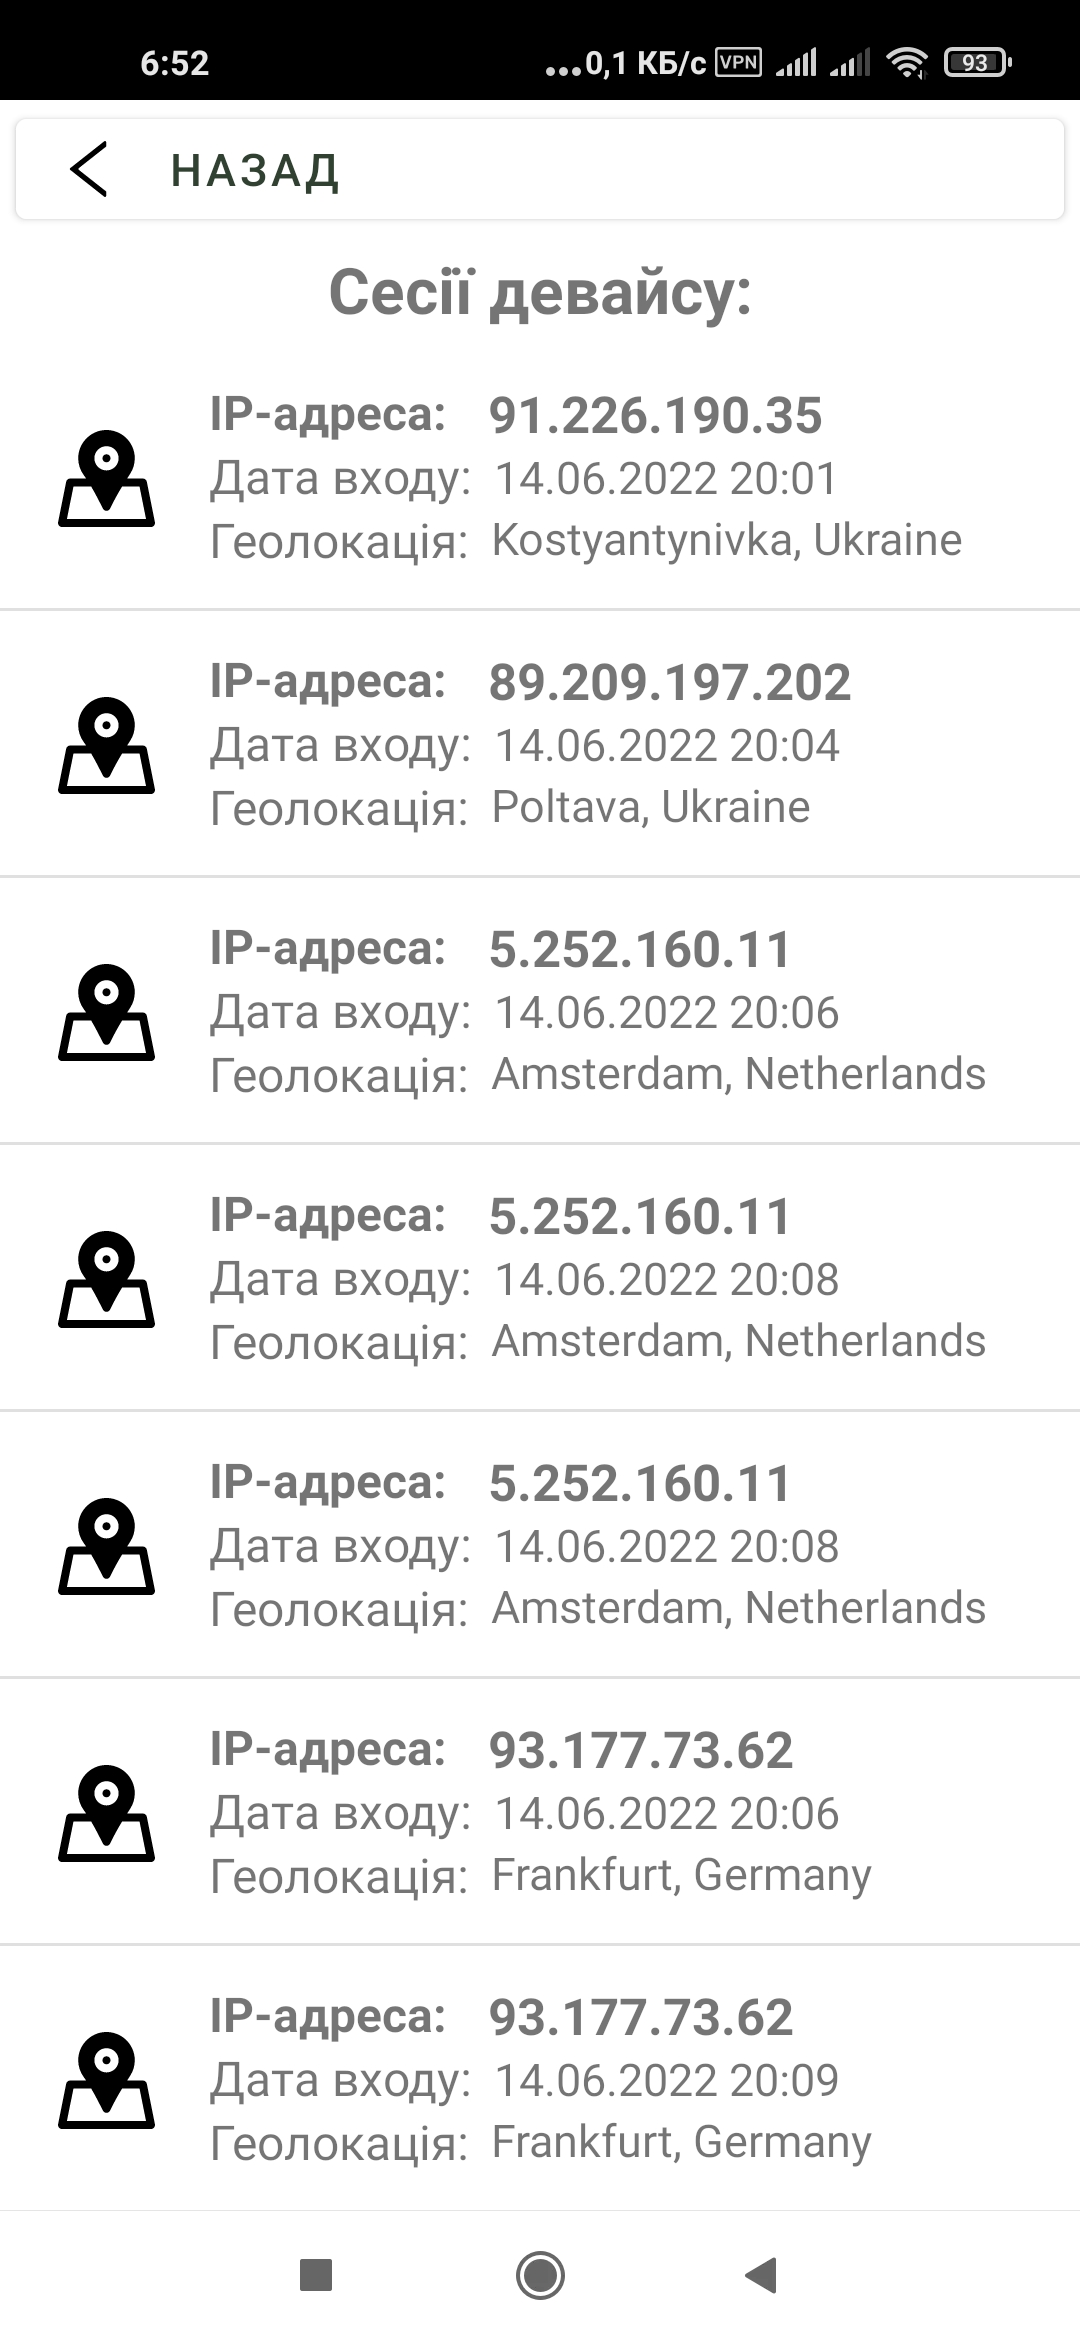 6:52 ...0,1 КБ/с VPN 93
НАЗАД
Сесії девайсу:
IP-адреса: 91.226.190.35
Дата входу: 14.06.2022 20:01
Геолокація: Kostyantynivka, Ukraine
IP-адреса: 89.209.197.202
Дата входу: 14.06.2022 20:04
Геолокація: Poltava, Ukraine
IP-адреса: 5.252.160.11
Дата входу: 14.06.2022 20:06
Геолокація: Amsterdam, Netherlands
IP-адреса: 5.252.160.11
Дата входу: 14.06.2022 20:08
Геолокація: Amsterdam, Netherlands
IP-адреса: 5.252.160.11
Дата входу: 14.06.2022 20:08
Геолокація: Amsterdam, Netherlands
IP-адреса: 93.177.73.62
Дата входу: 14.06.2022 20:06
Геолокація: Frankfurt, Germany
IP-адреса: 93.177.73.62
Дата входу: 14.06.2022 20:09
Геолокація: Frankfurt, Germany